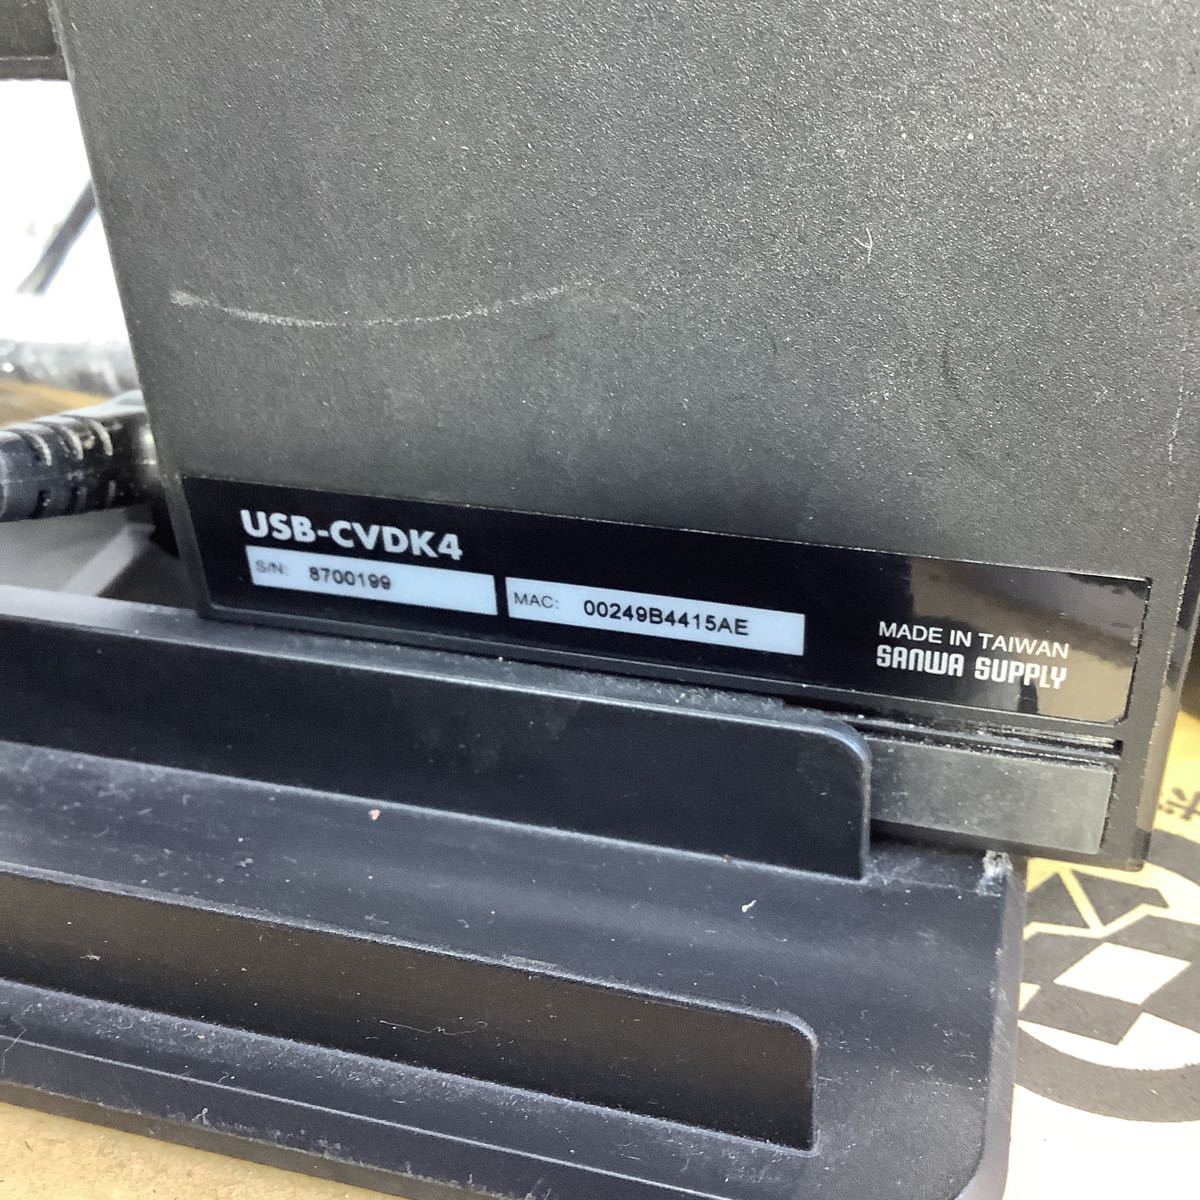 USB-CVDK4
S/N: 8700199
MAC: 00249B4415AE
MADE IN TAIWAN
SANWA SUPPLY